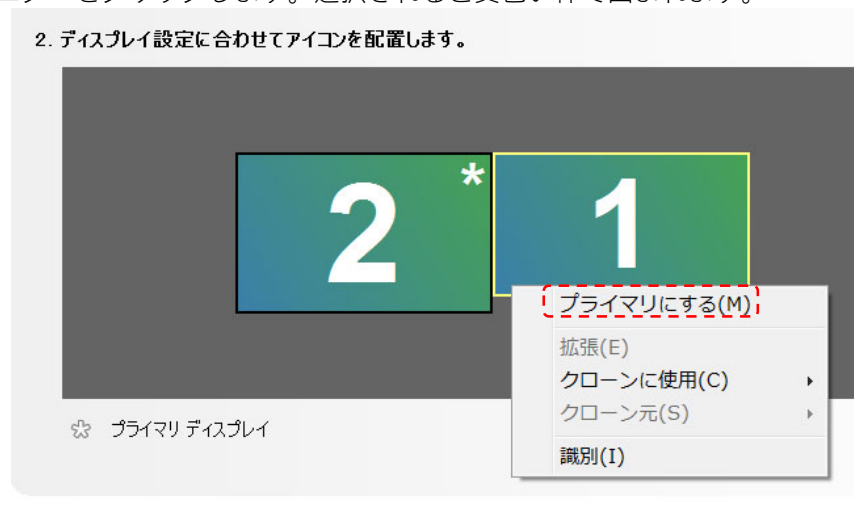 2. ディスプレイ設定に合わせてアイコンを配置します。
2
*
1
プライマリにする(M)
拡張(E)
クローンに使用(C)
クローン元(S)
識別(I)
プライマリ ディスプレイ